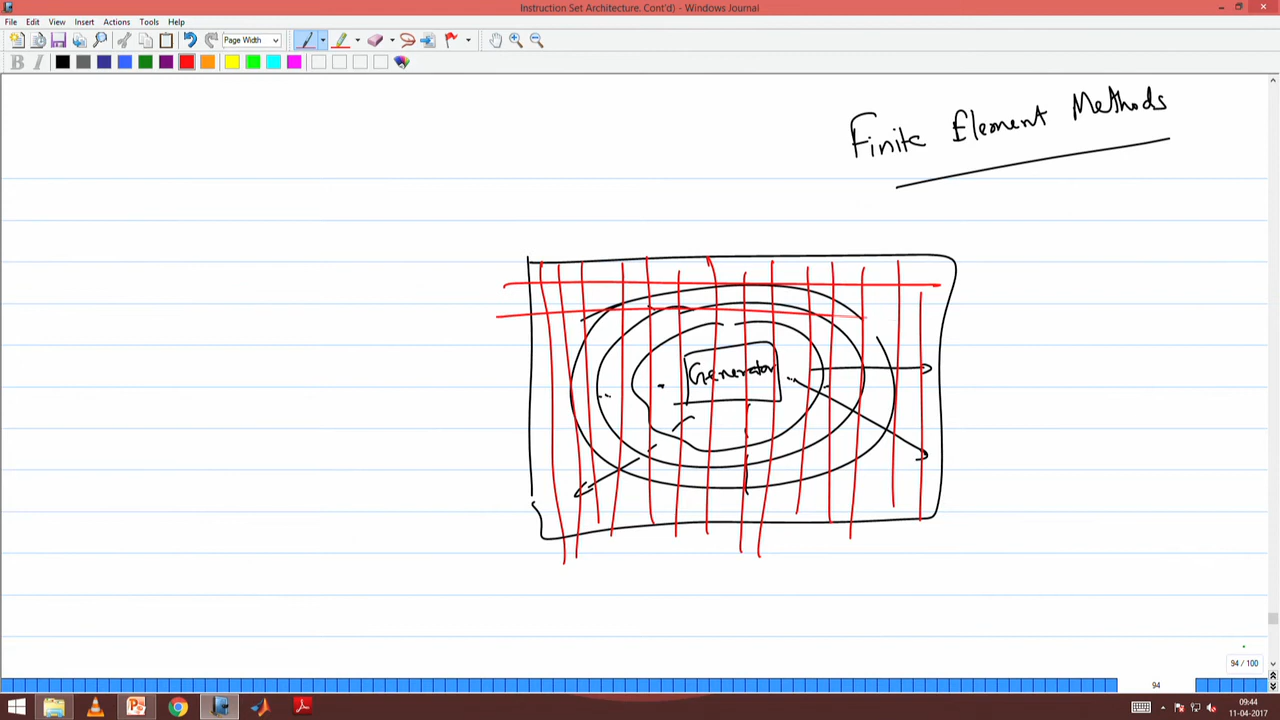 Instruction Set Architecture. Cont'd) - Windows Journal
File Edit View Insert Actions Tools Help
Page Width
B I
Finite Element Methods
Generator
94 / 100
94
09:44
11-04-2017